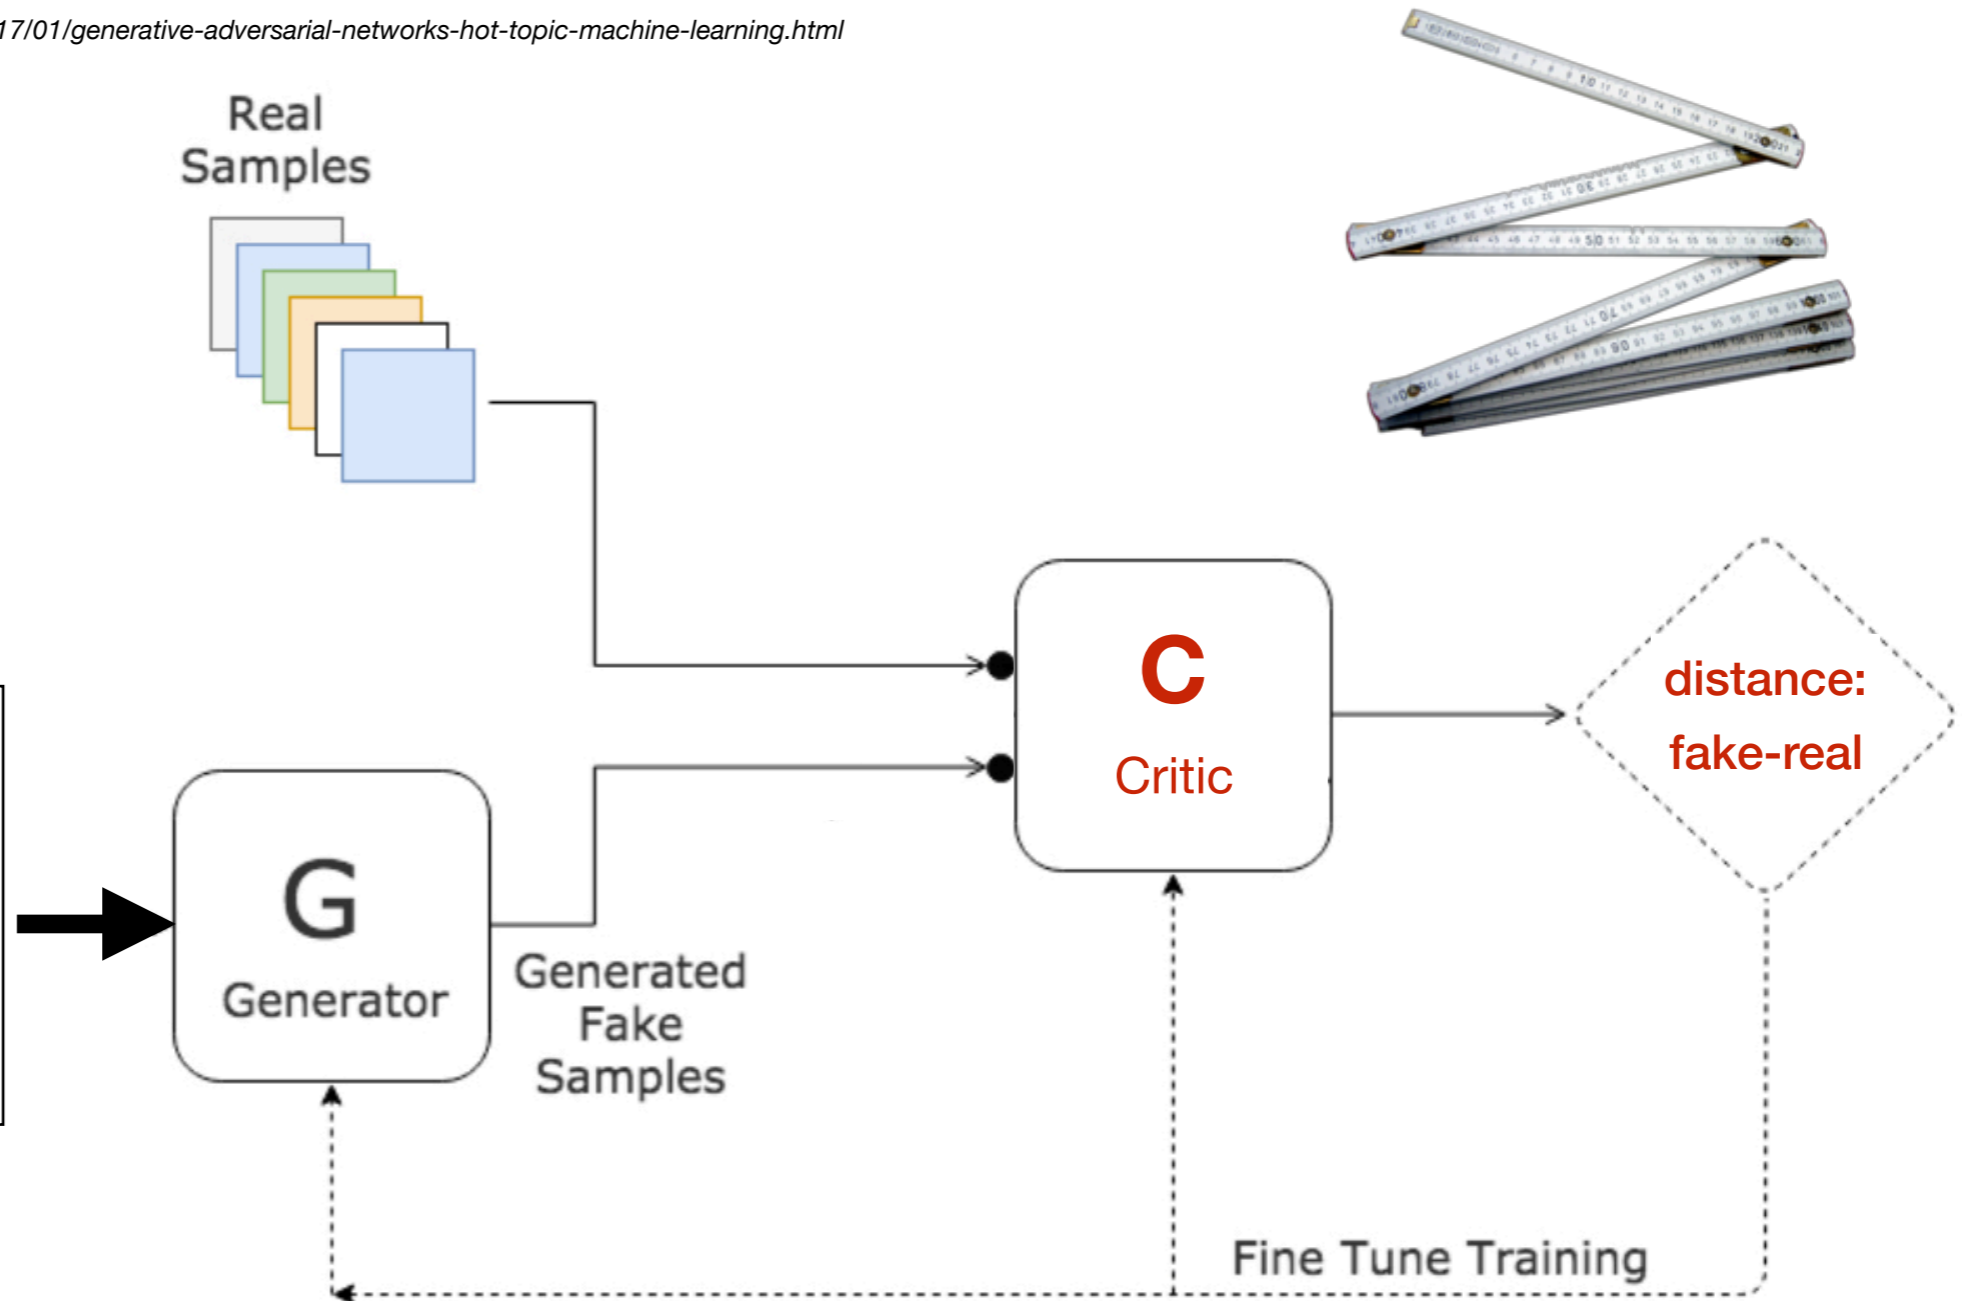 17/01/generative-adversarial-networks-hot-topic-machine-learning.html
Real
Samples
C
Critic
distance:
fake-real
G
Generator
Generated
Fake
Samples
Fine Tune Training